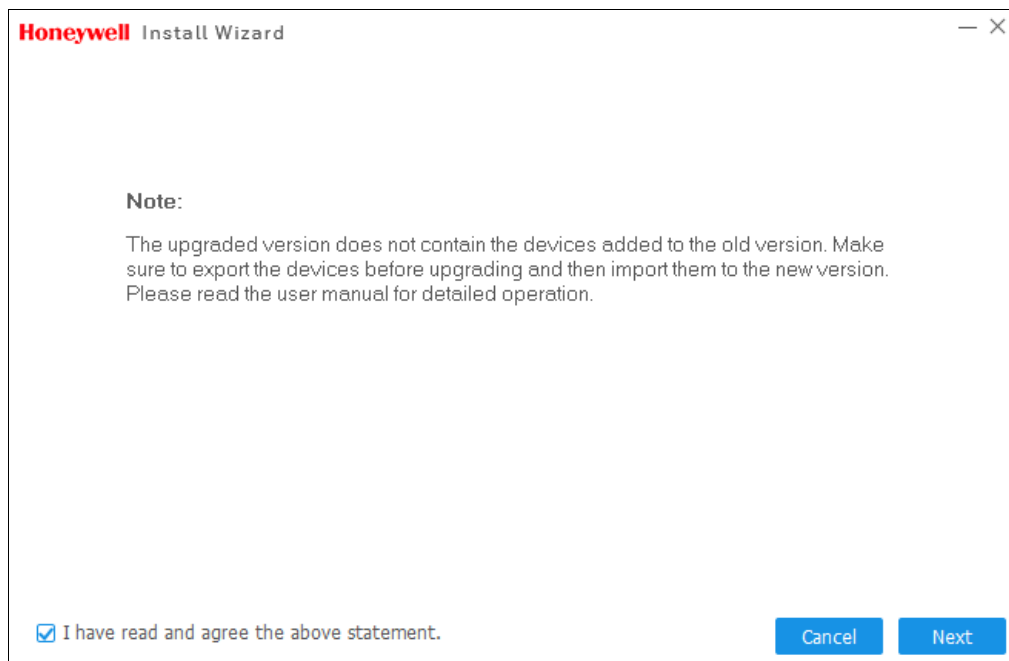 Honeywell Install Wizard
Note:
The upgraded version does not contain the devices added to the old version. Make
sure to export the devices before upgrading and then import them to the new version.
Please read the user manual for detailed operation.
I have read and agree the above statement.
Cancel
Next